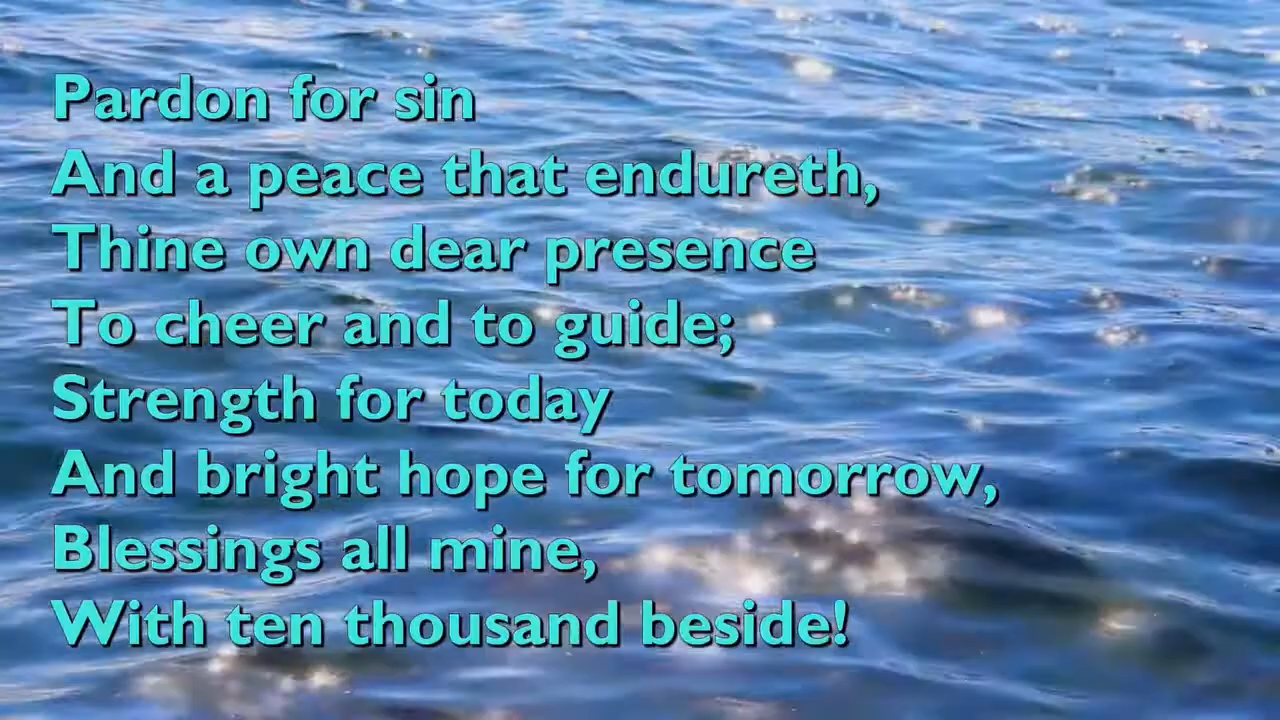 Pardon for sin
And a peace that endureth,
Thine own dear presence
To cheer and to guide;
Strength for today
And bright hope for tomorrow,
Blessings all mine,
With ten thousand beside!